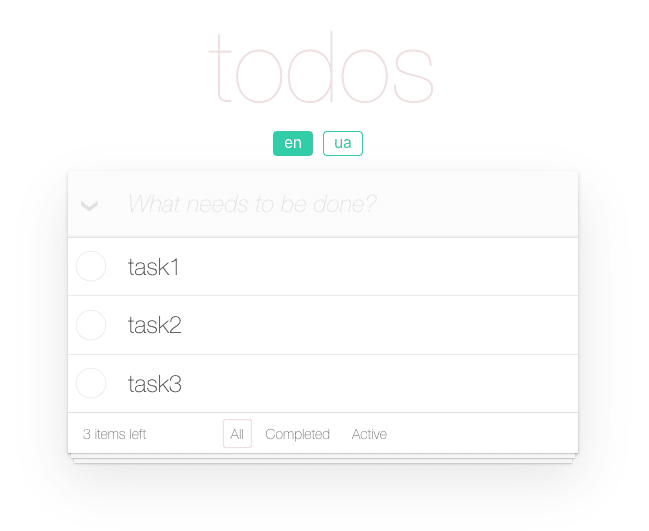 todos
en ua
What needs to be done?
task1
task2
task3
3 items left All Completed Active